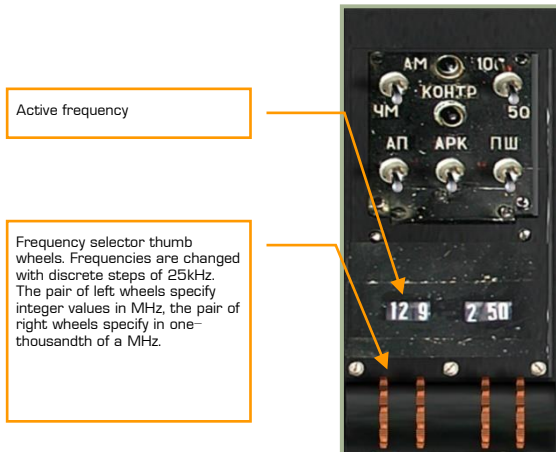 Active frequency
Frequency selector thumb
wheels. Frequencies are changed
with discrete steps of 25kHz.
The pair of left wheels specify
integer values in MHz, the pair of
right wheels specify in one-
thousandth of a MHz.
АМ 100
КОНТР
ЧМ 50
АП АРК ПШ
12 9 2 50